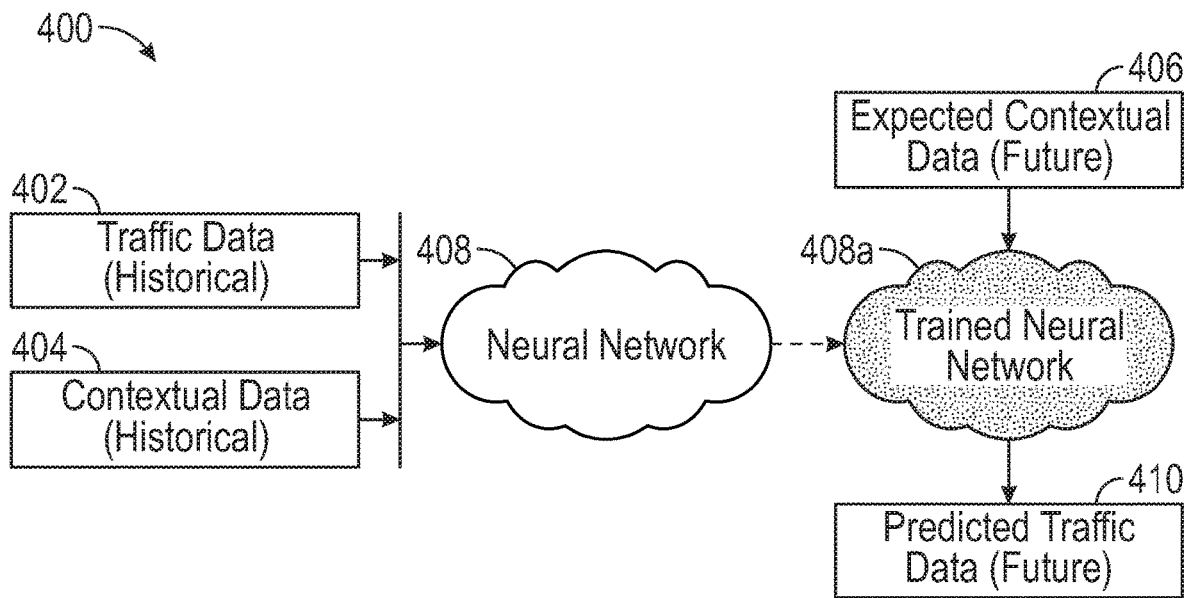 400
406
Expected Contextual
Data (Future)
402
Traffic Data
(Historical)
408
Neural Network
408a
Trained Neural
Network
404
Contextual Data
(Historical)
410
Predicted Traffic
Data (Future)